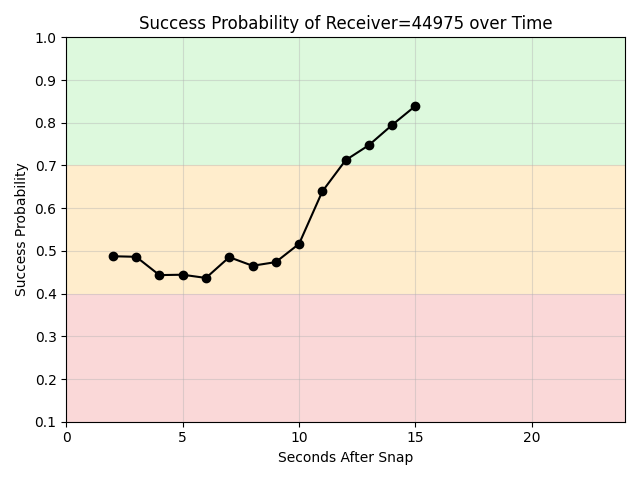 Success Probability of Receiver=44975 over Time
1.0
0.9
0.8
0.7
0.6
0.5
0.4
0.3
0.2
0.1
Success Probability
0 5 10 15 20
Seconds After Snap